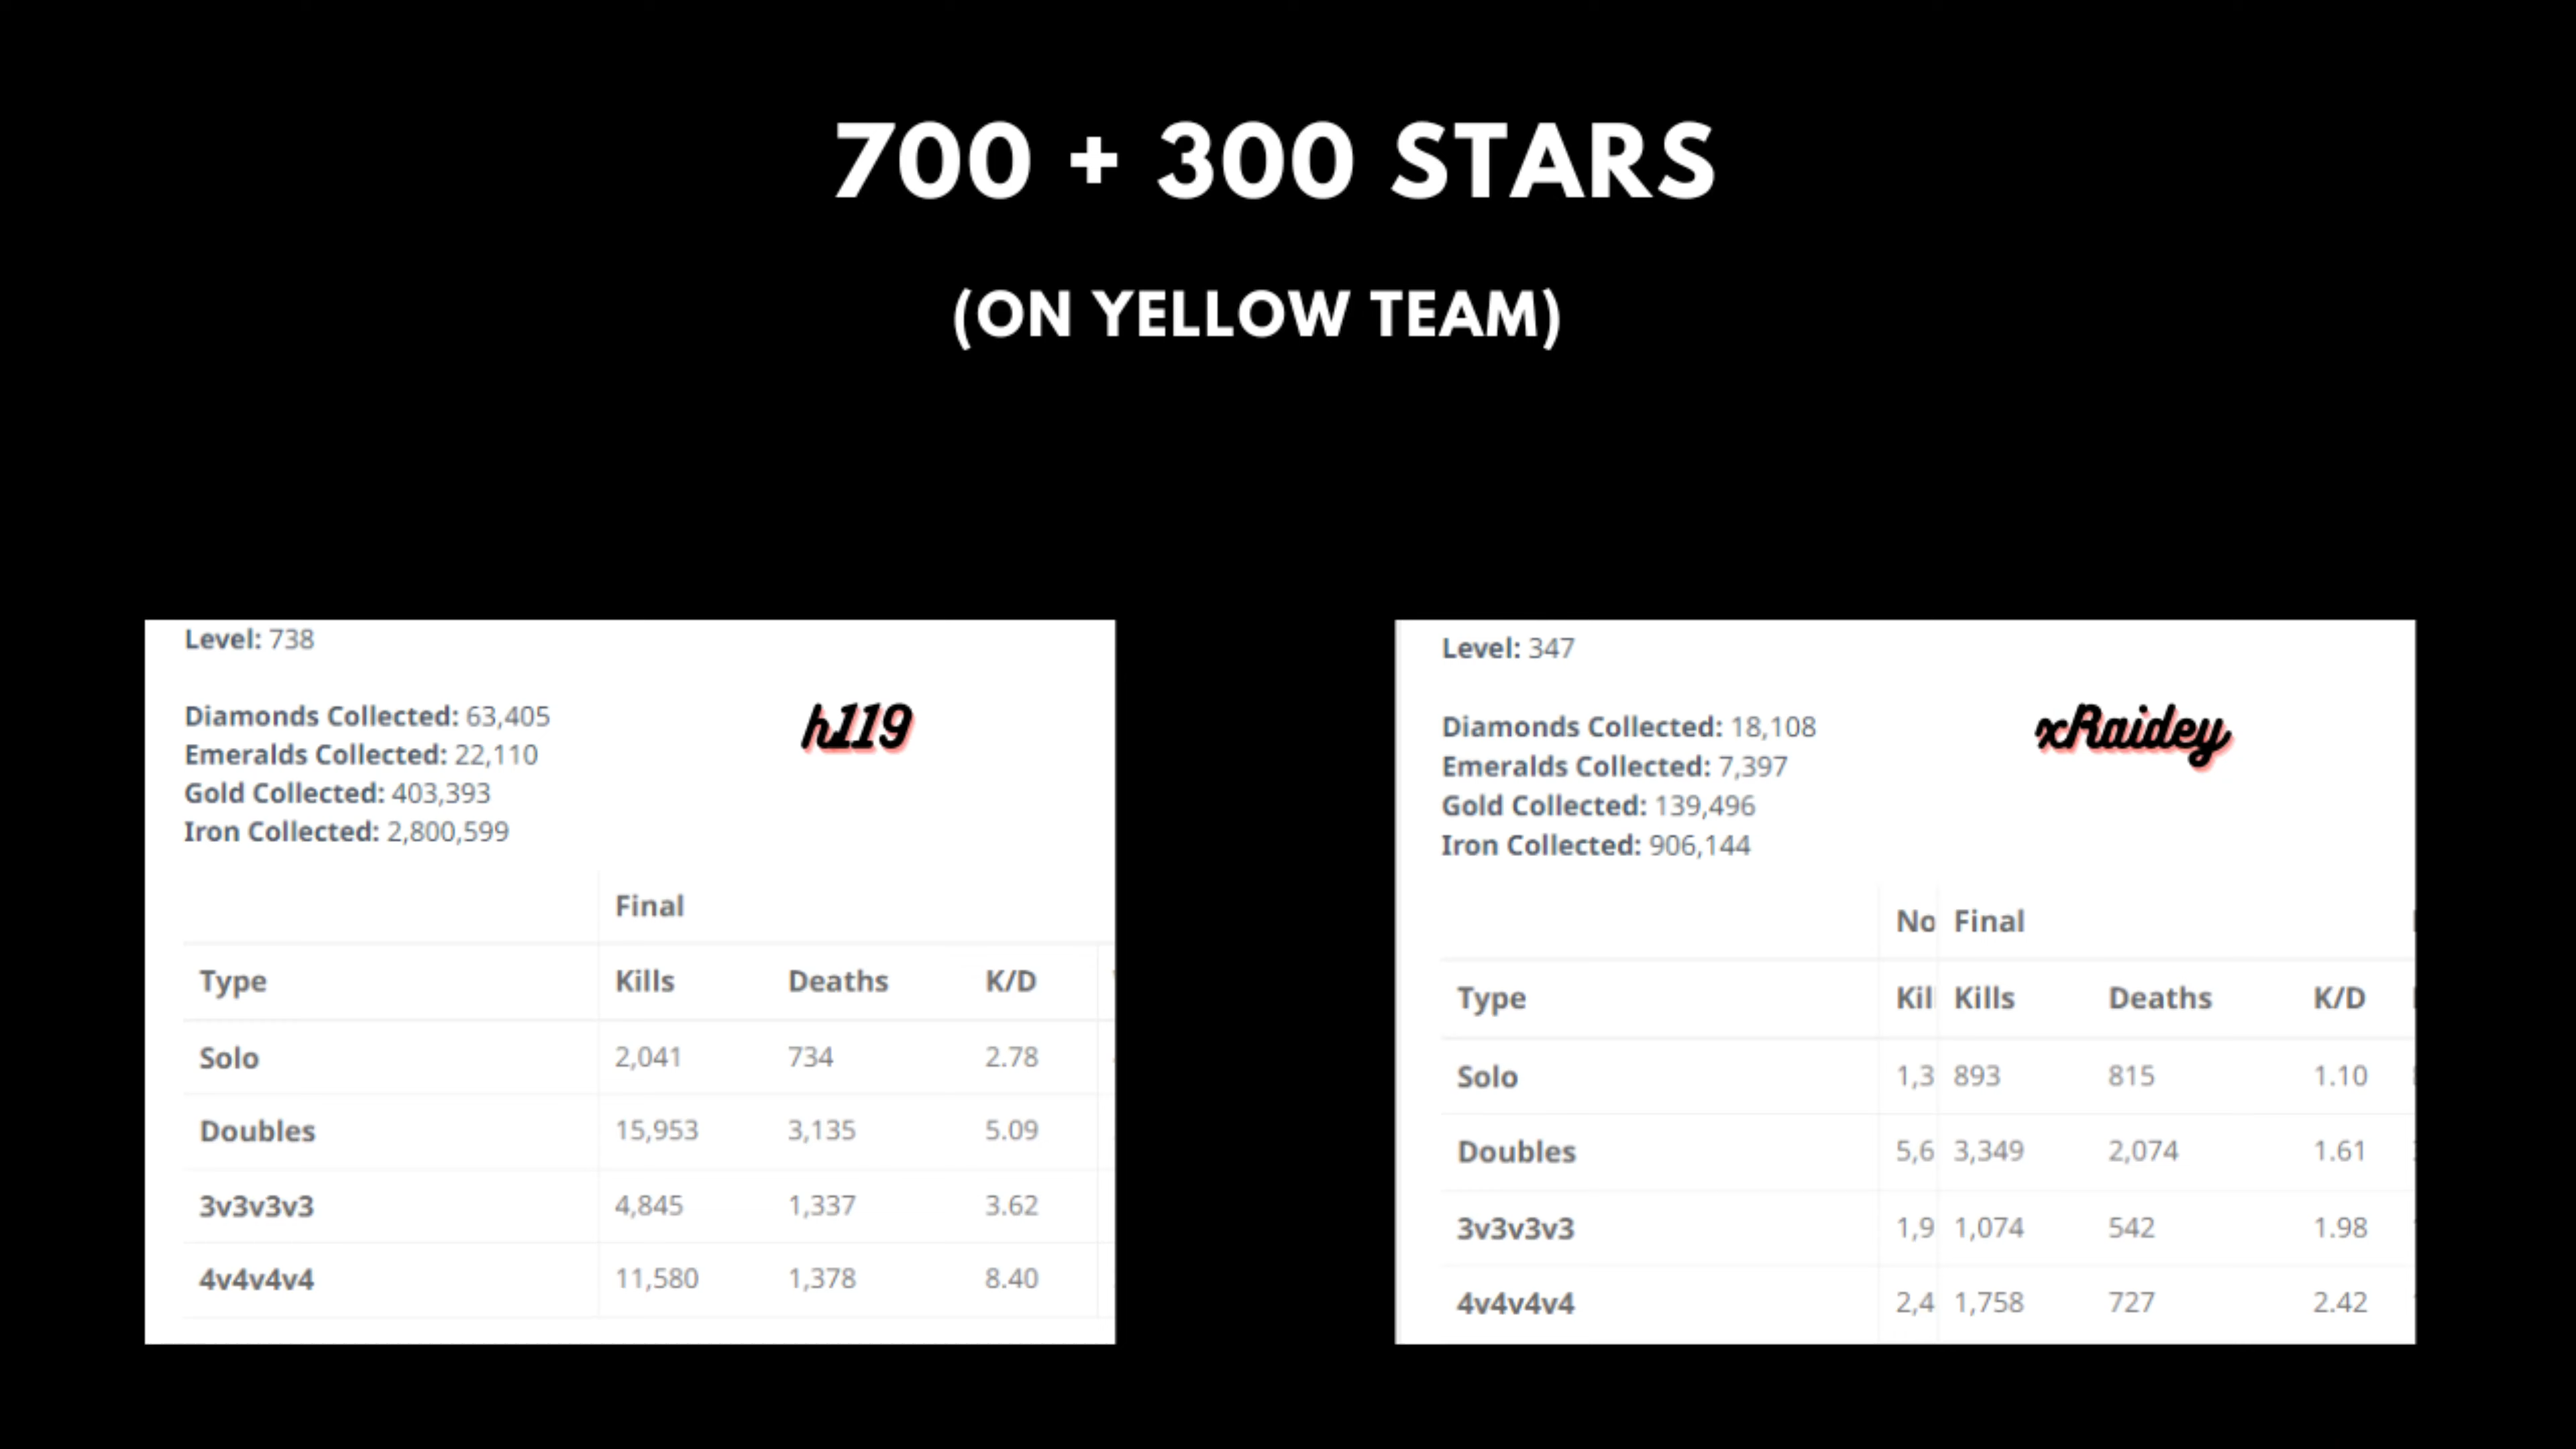 700 + 300 STARS
(ON YELLOW TEAM)
Level: 738
h119
Diamonds Collected: 63,405
Emeralds Collected: 22,110
Gold Collected: 403,393
Iron Collected: 2,800,599
Final
Type Kills Deaths K/D
Solo 2,041 734 2.78
Doubles 15,953 3,135 5.09
3v3v3v3 4,845 1,337 3.62
4v4v4v4 11,580 1,378 8.40
Level: 347
xRaidey
Diamonds Collected: 18,108
Emeralds Collected: 7,397
Gold Collected: 139,496
Iron Collected: 906,144
No Final
Type Kil Kills Deaths K/D
Solo 1,3 893 815 1.10
Doubles 5,6 3,349 2,074 1.61
3v3v3v3 1,9 1,074 542 1.98
4v4v4v4 2,4 1,758 727 2.42